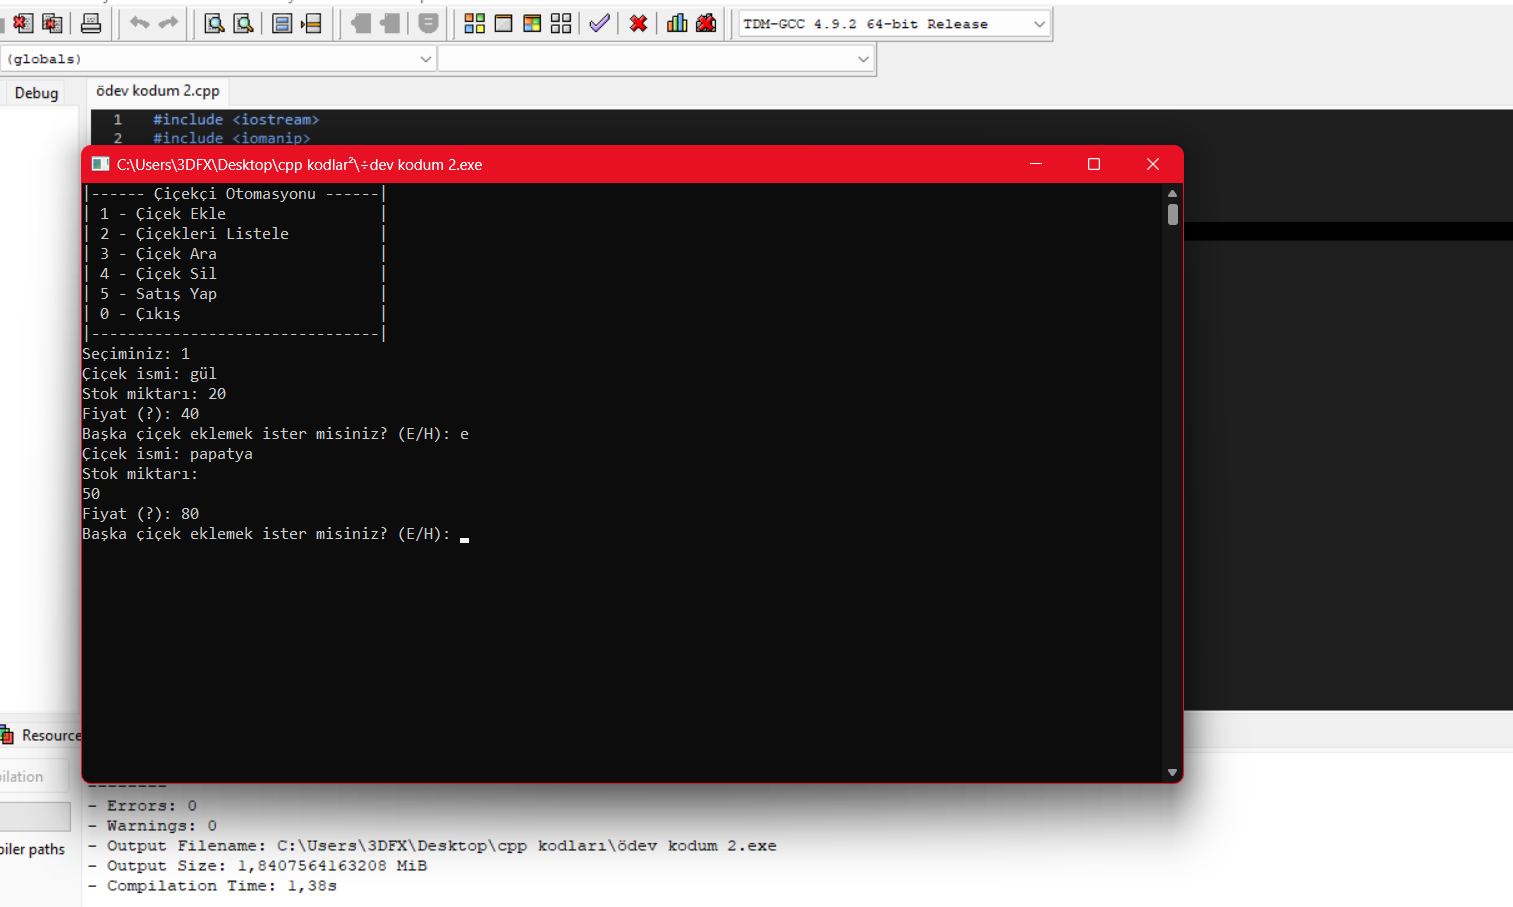 TDM-GCC 4.9.2 64-bit Release
(globals)
Debug
ödev kodum 2.cpp
1 #include <iostream>
2 #include <iomanip>
C:\Users\3DFX\Desktop\cpp kodlar²\÷dev kodum 2.exe
|------ Çiçekçi Otomasyonu ------|
| 1 - Çiçek Ekle |
| 2 - Çiçekleri Listele |
| 3 - Çiçek Ara |
| 4 - Çiçek Sil |
| 5 - Satış Yap |
| 0 - Çıkış |
|--------------------------------|
Seçiminiz: 1
Çiçek ismi: gül
Stok miktarı: 20
Fiyat (?): 40
Başka çiçek eklemek ister misiniz? (E/H): e
Çiçek ismi: papatya
Stok miktarı:
50
Fiyat (?): 80
Başka çiçek eklemek ister misiniz? (E/H):
Resource
ilation
iler paths
--------
- Errors: 0
- Warnings: 0
- Output Filename: C:\Users\3DFX\Desktop\cpp kodları\ödev kodum 2.exe
- Output Size: 1,8407564163208 MiB
- Compilation Time: 1,38s